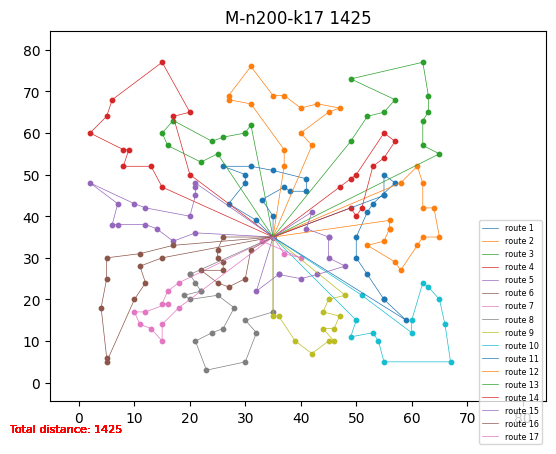 M-n200-k17 1425
80
70
60
50
40
30
20
10
0
0
10
20
30
40
50
60
70
80
route 1
route 2
route 3
route 4
route 5
route 6
route 7
route 8
route 9
route 10
route 11
route 12
route 13
route 14
route 15
route 16
route 17
Total distance: 1425